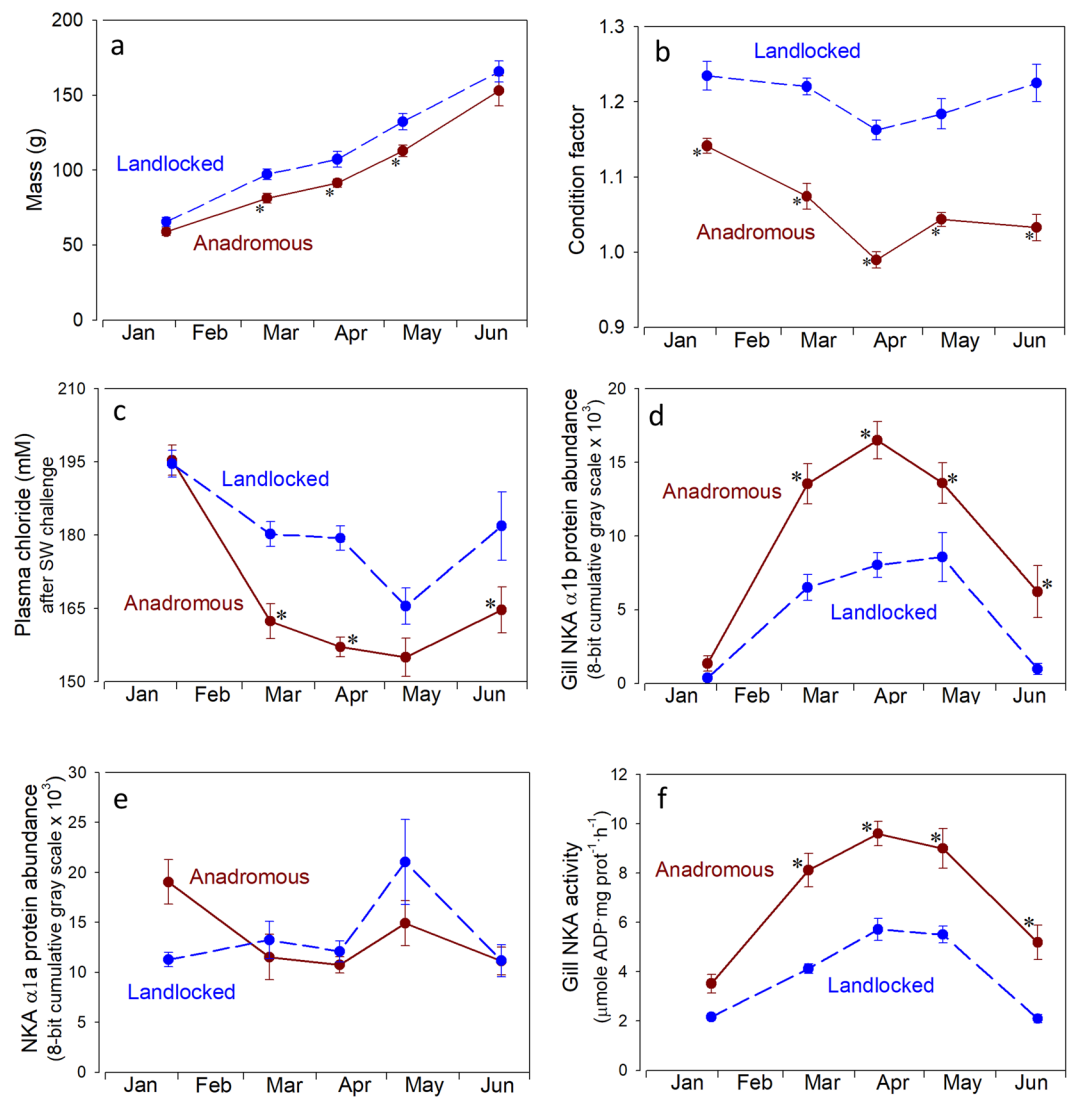 a
Mass (g)
200
150
100
50
0
Landlocked
Anadromous
*
*
*
Jan Feb Mar Apr May Jun
b
Condition factor
1.3
1.2
1.1
1.0
0.9
Landlocked
Anadromous
*
*
*
*
*
Jan Feb Mar Apr May Jun
c
Plasma chloride (mM)
after SW challenge
210
195
180
165
150
Landlocked
Anadromous
*
*
*
Jan Feb Mar Apr May Jun
d
Gill NKA α1b protein abundance
(8-bit cumulative gray scale x 10³)
20
15
10
5
0
Anadromous
Landlocked
*
*
*
*
Jan Feb Mar Apr May Jun
e
NKA α1a protein abundance
(8-bit cumulative gray scale x 10³)
30
25
20
15
10
5
0
Anadromous
Landlocked
Jan Feb Mar Apr May Jun
f
Gill NKA activity
(μmole ADP·mg prot⁻¹·h⁻¹)
12
10
8
6
4
2
0
Anadromous
Landlocked
*
*
*
*
Jan Feb Mar Apr May Jun